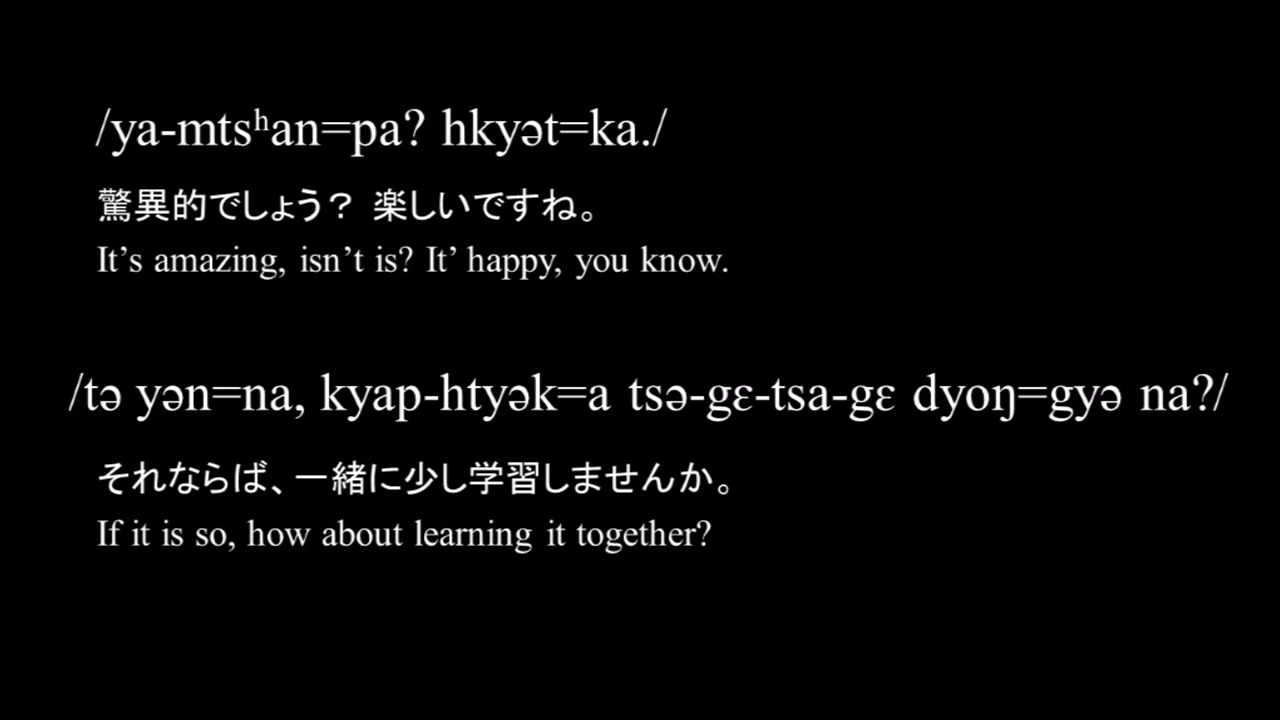 /ya-mtsʰan=pa? hkyət=ka./
驚異的でしょう？ 楽しいですね。
It’s amazing, isn’t is? It’ happy, you know.
/tə yən=na, kyap-htyək=a tsə-gɛ-tsa-gɛ dyoŋ=gyə na?/
それならば、一緒に少し学習しませんか。
If it is so, how about learning it together?